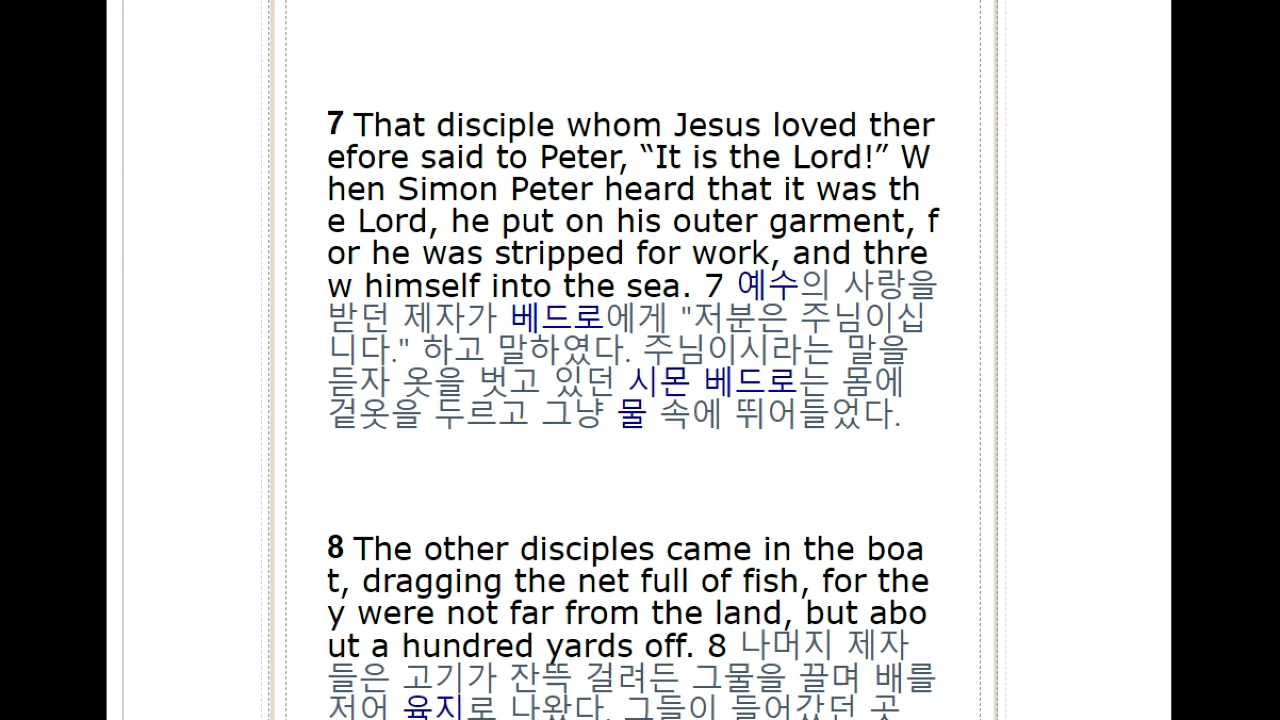 7 That disciple whom Jesus loved ther
efore said to Peter, “It is the Lord!” W
hen Simon Peter heard that it was th
e Lord, he put on his outer garment, f
or he was stripped for work, and thre
w himself into the sea. 7 예수의 사랑을
받던 제자가 베드로에게 "저분은 주님이십
니다." 하고 말하였다. 주님이시라는 말을
듣자 옷을 벗고 있던 시몬 베드로는 몸에
겉옷을 두르고 그냥 물 속에 뛰어들었다.
8 The other disciples came in the boa
t, dragging the net full of fish, for the
y were not far from the land, but abo
ut a hundred yards off. 8 나머지 제자
들은 고기가 잔뜩 걸려든 그물을 끌며 배를
저어 육지로 나왔다. 그들이 들어갔던 곳